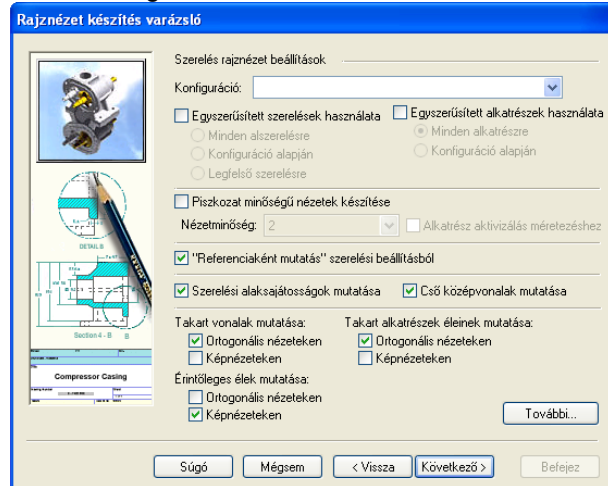 Rajznézet készítés varázsló
Szerelés rajznézet beállítások
Konfiguráció:
Egyszerűsített szerelések használata
Minden alszerelésre
Konfiguráció alapján
Legfelső szerelésre
Egyszerűsített alkatrészek használata
Minden alkatrészre
Konfiguráció alapján
Piszkozat minőségű nézetek készítése
Nézetminőség: 2
Alkatrész aktivizálás méretezéshez
"Referenciaként mutatás" szerelési beállításból
Szerelési alaksajátosságok mutatása
Cső középvonalak mutatása
Takart vonalak mutatása:
Ortogonális nézeteken
Képnézeteken
Takart alkatrészek éleinek mutatása:
Ortogonális nézeteken
Képnézeteken
Érintőleges élek mutatása:
Ortogonális nézeteken
Képnézeteken
További...
DETAIL B
Section 4 - B
B
Compressor Casing
Súgó
Mégsem
< Vissza
Következő >
Befejez